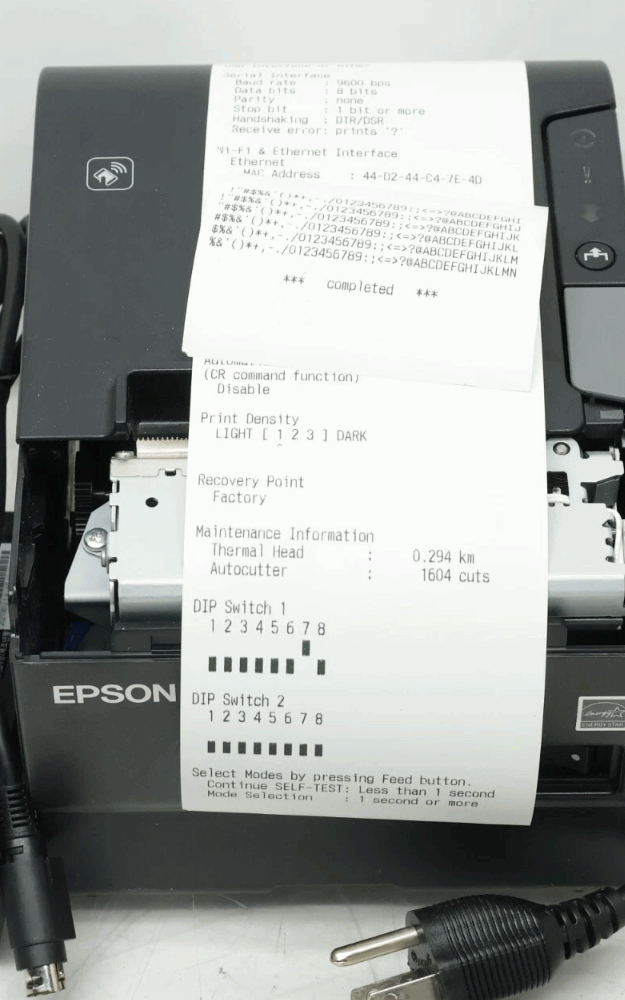 Serial Interface
Baud rate : 9600 bps
Data bits : 8 bits
Parity : none
Stop bit : 1 bit or more
Handshaking : DTR/DSR
Receive error: prints '?'
Wi-Fi & Ethernet Interface
Ethernet
MAC Address : 44-D2-44-C4-7E-4D
!"#$%&'()*+,-./0123456789:;<=>?@ABCDEFGHI
"#$%&'()*+,-./0123456789:;<=>?@ABCDEFGHIJ
#$%&'()*+,-./0123456789:;<=>?@ABCDEFGHIJK
$%&'()*+,-./0123456789:;<=>?@ABCDEFGHIJKL
%&'()*+,-./0123456789:;<=>?@ABCDEFGHIJKLM
*** completed ***
(CR command function)
Disable
Print Density
LIGHT [ 1 2 3 ] DARK
^
Recovery Point
Factory
Maintenance Information
Thermal Head : 0.294 km
Autocutter : 1604 cuts
DIP Switch 1
1 2 3 4 5 6 7 8
EPSON
DIP Switch 2
1 2 3 4 5 6 7 8
ENERGY STAR
Select Modes by pressing Feed button.
Continue SELF-TEST: Less than 1 second
Mode Selection : 1 second or more